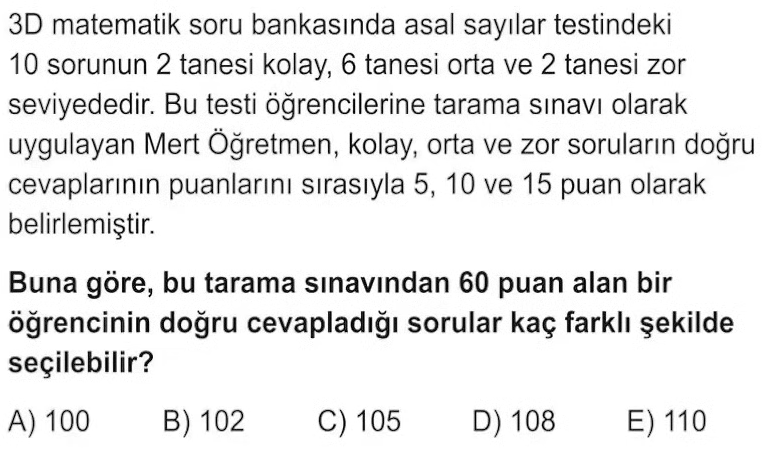 3D matematik soru bankasında asal sayılar testindeki
10 sorunun 2 tanesi kolay, 6 tanesi orta ve 2 tanesi zor
seviyededir. Bu testi öğrencilerine tarama sınavı olarak
uygulayan Mert Öğretmen, kolay, orta ve zor soruların doğru
cevaplarının puanlarını sırasıyla 5, 10 ve 15 puan olarak
belirlemiştir.
Buna göre, bu tarama sınavından 60 puan alan bir
öğrencinin doğru cevapladığı sorular kaç farklı şekilde
seçilebilir?
A) 100 B) 102 C) 105 D) 108 E) 110